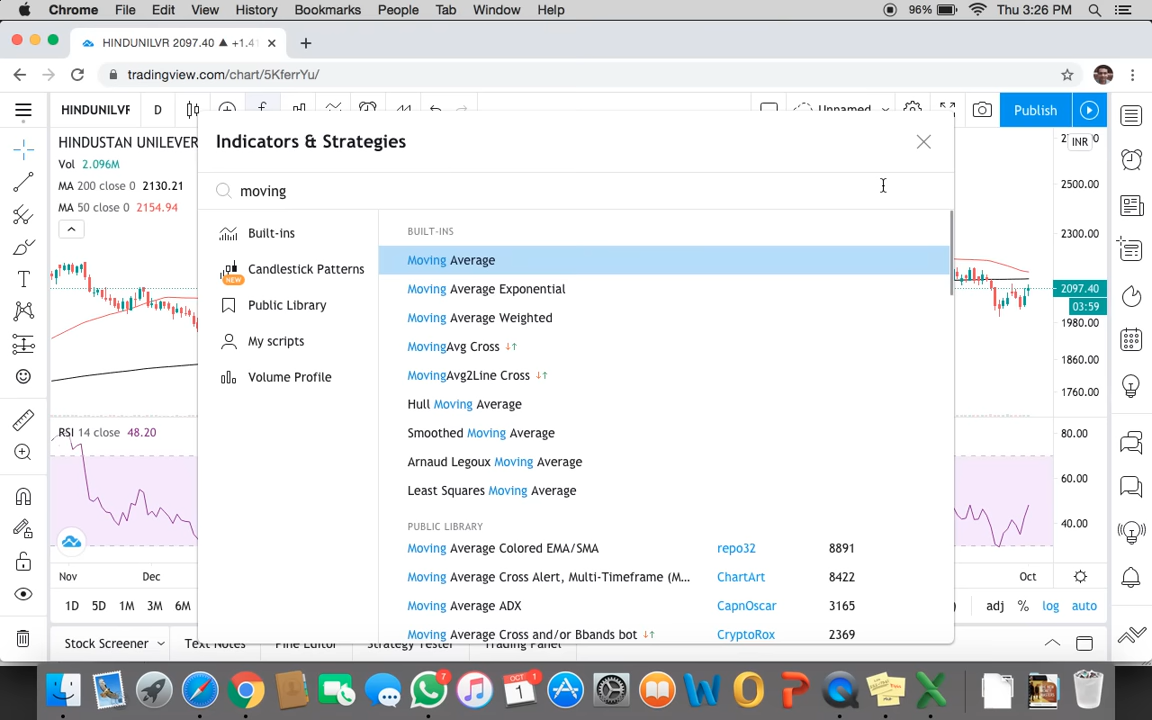 Chrome File Edit View History Bookmarks People Tab Window Help 96% Thu 3:26 PM
HINDUNILVR 2097.40 ▲ +1.41
tradingview.com/chart/5KferrYu/
HINDUNILVR D Unnamed Publish
Indicators & Strategies
HINDUSTAN UNILEVER
INR
Vol 2.096M
MA 200 close 0 2130.21
MA 50 close 0 2154.94
moving
Built-ins
Candlestick Patterns
NEW
Public Library
My scripts
Volume Profile
BUILT-INS
Moving Average
Moving Average Exponential
Moving Average Weighted
MovingAvg Cross
MovingAvg2Line Cross
Hull Moving Average
Smoothed Moving Average
Arnaud Legoux Moving Average
Least Squares Moving Average
PUBLIC LIBRARY
Moving Average Colored EMA/SMA repo32 8891
Moving Average Cross Alert, Multi-Timeframe (M... ChartArt 8422
Moving Average ADX CapnOscar 3165
Moving Average Cross and/or Bbands bot CryptoRox 2369
2500.00
2300.00
2097.40
03:59
1980.00
1860.00
1760.00
RSI 14 close 48.20
80.00
60.00
40.00
Nov Dec Oct
1D 5D 1M 3M 6M adj % log auto
Stock Screener Text Notes Pine Editor Strategy Tester Trading Panel
7
OCT
1
1